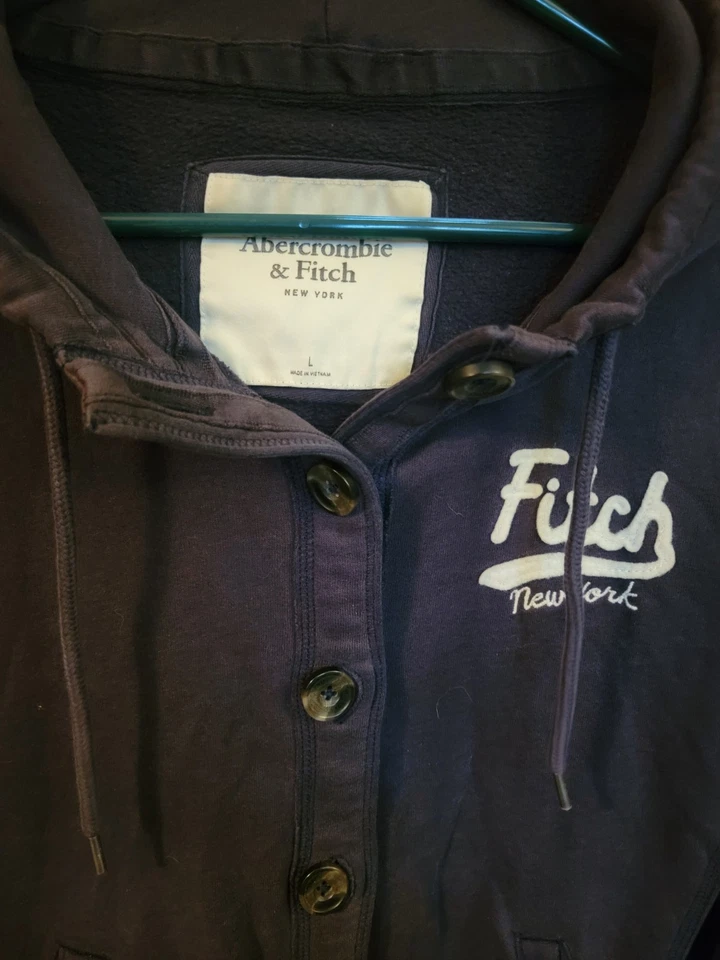 Abercrombie
& Fitch
NEW YORK
L
MADE IN VIETNAM
Fitch
New York